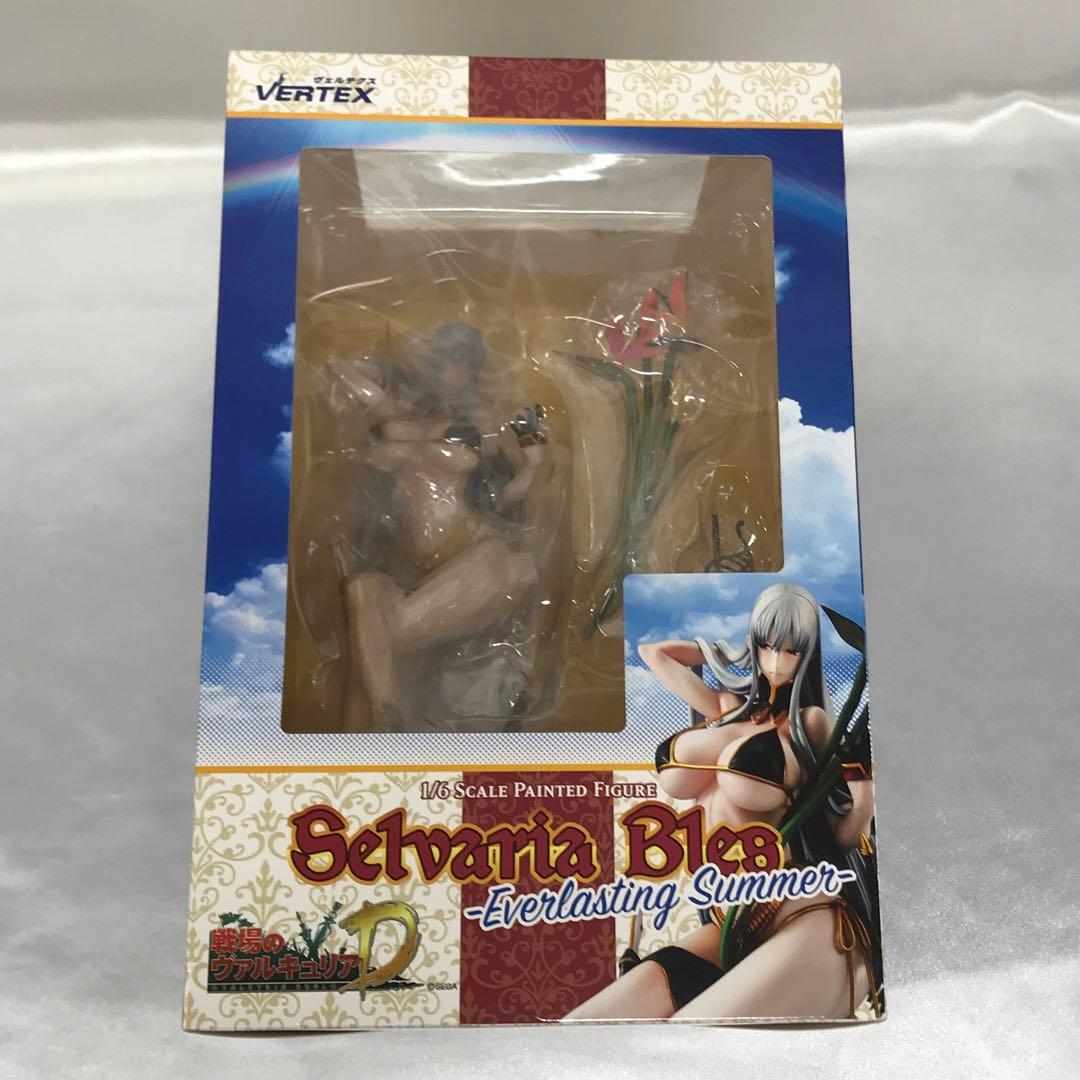 ヴェルテクス
VERTEX
1/6 SCALE PAINTED FIGURE
Selvaria Bles
-Everlasting Summer-
戦場の
ヴァルキュリアD
©SEGA